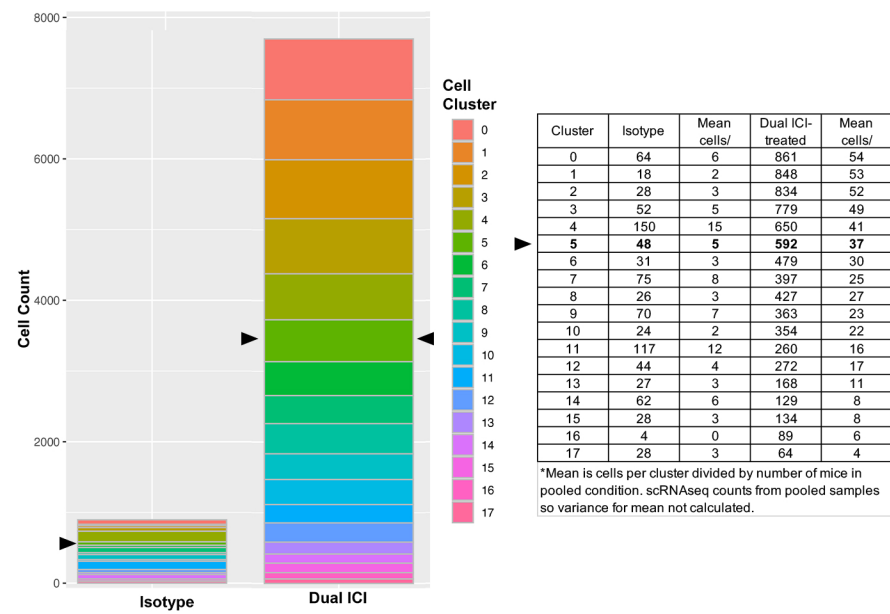 8000
6000
4000
2000
0
Cell Count
Isotype
Dual ICI
Cell
Cluster
0
1
2
3
4
5
6
7
8
9
10
11
12
13
14
15
16
17
Cluster Isotype Mean cells/ Dual ICI-treated Mean cells/
0 64 6 861 54
1 18 2 848 53
2 28 3 834 52
3 52 5 779 49
4 150 15 650 41
5 48 5 592 37
6 31 3 479 30
7 75 8 397 25
8 26 3 427 27
9 70 7 363 23
10 24 2 354 22
11 117 12 260 16
12 44 4 272 17
13 27 3 168 11
14 62 6 129 8
15 28 3 134 8
16 4 0 89 6
17 28 3 64 4
*Mean is cells per cluster divided by number of mice in
pooled condition. scRNAseq counts from pooled samples
so variance for mean not calculated.